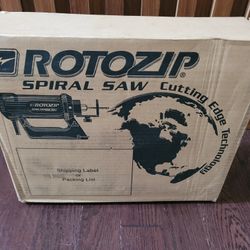 ROTOZIP®
SPIRAL SAW Cutting Edge Technology
ROTOZIP
Shipping Label
or
Packing List